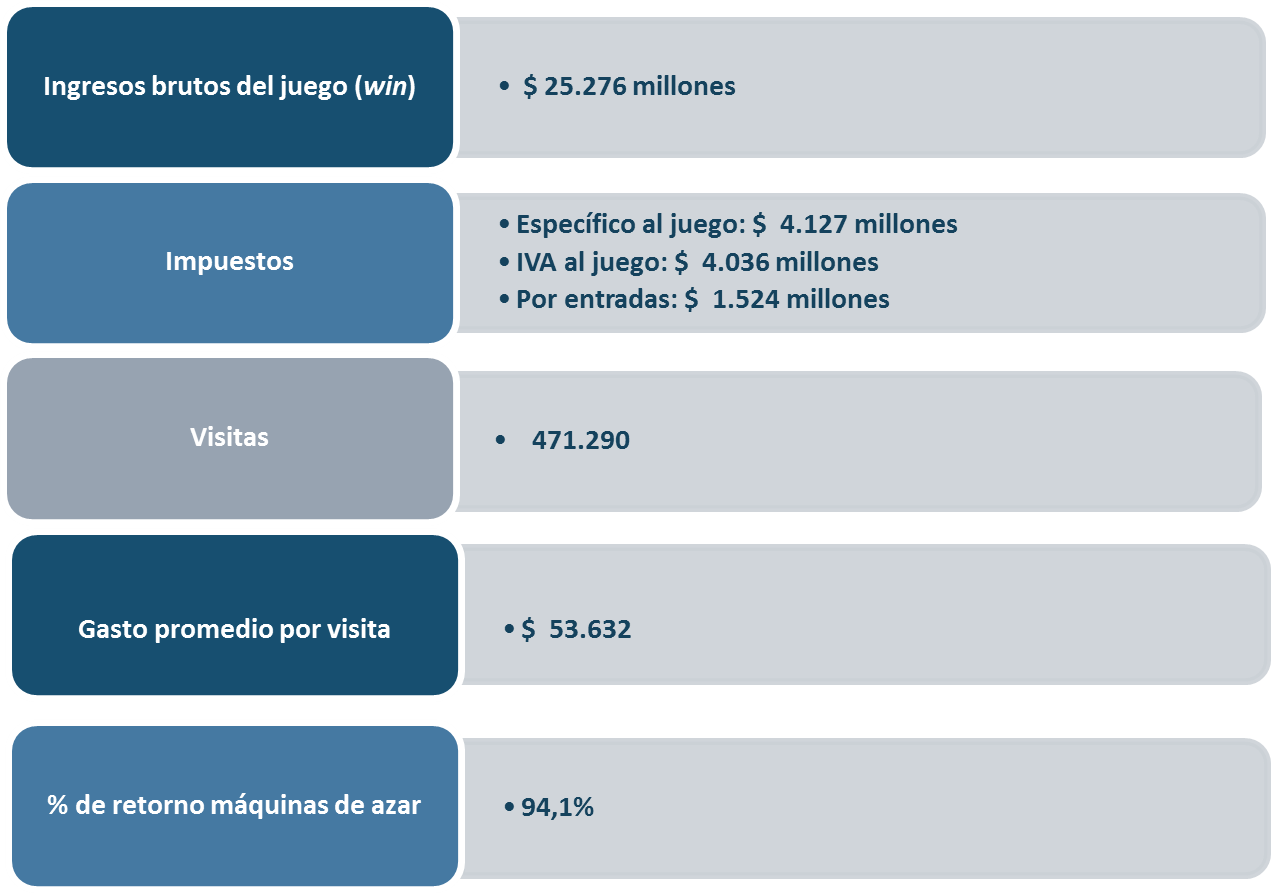 Ingresos brutos del juego (win)
• $ 25.276 millones
Impuestos
• Específico al juego: $ 4.127 millones
• IVA al juego: $ 4.036 millones
• Por entradas: $ 1.524 millones
Visitas
• 471.290
Gasto promedio por visita
• $ 53.632
% de retorno máquinas de azar
• 94,1%